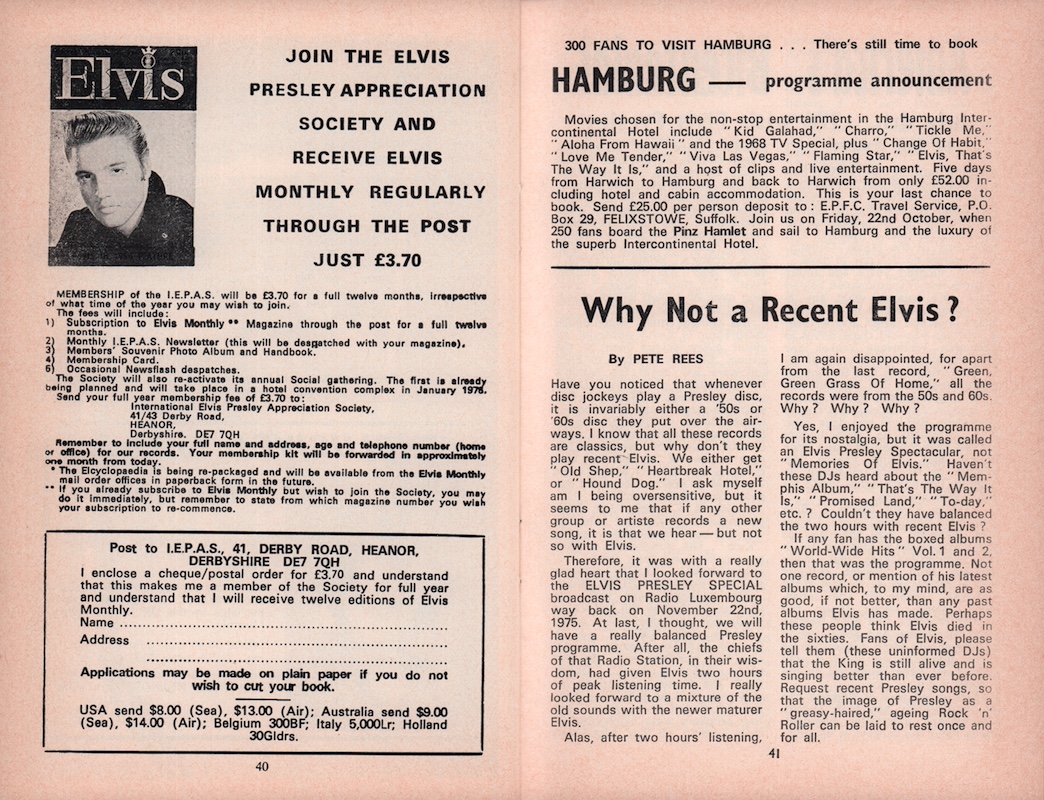 Elvis
JOIN THE ELVIS
PRESLEY APPRECIATION
SOCIETY AND
RECEIVE ELVIS
MONTHLY REGULARLY
THROUGH THE POST
JUST £3.70
MEMBERSHIP of the I.E.P.A.S. will be £3.70 for a full twelve months, irrespective
of what time of the year you may wish to join.
The fees will include:
1) Subscription to Elvis Monthly ** Magazine through the post for a full twelve
months.
2) Monthly I.E.P.A.S. Newsletter (this will be despatched with your magazine).
3) Members' Souvenir Photo Album and Handbook.
4) Membership Card.
6) Occasional Newsflash despatches.
The Society will also re-activate its annual Social gathering. The first is already
being planned and will take place in a hotel convention complex in January 1976.
Send your full year membership fee of £3.70 to:
International Elvis Presley Appreciation Society,
41/43 Derby Road,
HEANOR,
Derbyshire. DE7 7QH
Remember to include your full name and address, age and telephone number (home
or office) for our records. Your membership kit will be forwarded in approximately
one month from today.
* The Elcyclopaedia is being re-packaged and will be available from the Elvis Monthly
mail order offices in paperback form in the future.
** If you already subscribe to Elvis Monthly but wish to join the Society, you may
do it immediately, but remember to state from which magazine number you wish
your subscription to re-commence.
Post to I.E.P.A.S., 41, DERBY ROAD, HEANOR,
DERBYSHIRE DE7 7QH
I enclose a cheque/postal order for £3.70 and understand
that this makes me a member of the Society for full year
and understand that I will receive twelve editions of Elvis
Monthly.
Name
Address
Applications may be made on plain paper if you do not
wish to cut your book.
USA send $8.00 (Sea), $13.00 (Air); Australia send $9.00
(Sea), $14.00 (Air); Belgium 300BF; Italy 5,000Lr; Holland
30Gldrs.
40
300 FANS TO VISIT HAMBURG . . . There's still time to book
HAMBURG — programme announcement
Movies chosen for the non-stop entertainment in the Hamburg Inter-
continental Hotel include "Kid Galahad," "Charro," "Tickle Me,"
"Aloha From Hawaii" and the 1968 TV Special, plus "Change Of Habit,"
"Love Me Tender," "Viva Las Vegas," "Flaming Star," "Elvis, That's
The Way It Is," and a host of clips and live entertainment. Five days
from Harwich to Hamburg and back to Harwich from only £52.00 in-
cluding hotel and cabin accommodation. This is your last chance to
book. Send £25.00 per person deposit to: E.P.F.C. Travel Service, P.O.
Box 29, FELIXSTOWE, Suffolk. Join us on Friday, 22nd October, when
250 fans board the Pinz Hamlet and sail to Hamburg and the luxury of
the superb Intercontinental Hotel.
Why Not a Recent Elvis?
By PETE REES
Have you noticed that whenever
disc jockeys play a Presley disc,
it is invariably either a '50s or
'60s disc they put over the air-
ways. I know that all these records
are classics, but why don't they
play recent Elvis. We either get
"Old Shep," "Heartbreak Hotel,"
or "Hound Dog." I ask myself
am I being oversensitive, but it
seems to me that if any other
group or artiste records a new
song, it is that we hear — but not
so with Elvis.
Therefore, it was with a really
glad heart that I looked forward to
the ELVIS PRESLEY SPECIAL
broadcast on Radio Luxembourg
way back on November 22nd,
1975. At last, I thought, we will
have a really balanced Presley
programme. After all, the chiefs
of that Radio Station, in their wis-
dom, had given Elvis two hours
of peak listening time. I really
looked forward to a mixture of the
old sounds with the newer maturer
Elvis.
Alas, after two hours' listening,
I am again disappointed, for apart
from the last record, "Green,
Green Grass Of Home," all the
records were from the 50s and 60s.
Why? Why? Why?
Yes, I enjoyed the programme
for its nostalgia, but it was called
an Elvis Presley Spectacular, not
"Memories Of Elvis." Haven't
these DJs heard about the "Mem-
phis Album," "That's The Way It
Is," "Promised Land," "To-day,"
etc.? Couldn't they have balanced
the two hours with recent Elvis?
If any fan has the boxed albums
"World-Wide Hits" Vol. 1 and 2,
then that was the programme. Not
one record, or mention of his latest
albums which, to my mind, are as
good, if not better, than any past
albums Elvis has made. Perhaps
these people think Elvis died in
the sixties. Fans of Elvis, please
tell them (these uninformed DJs)
that the King is still alive and is
singing better than ever before.
Request recent Presley songs, so
that the image of Presley as a
"greasy-haired," ageing Rock 'n'
Roller can be laid to rest once and
for all.
41